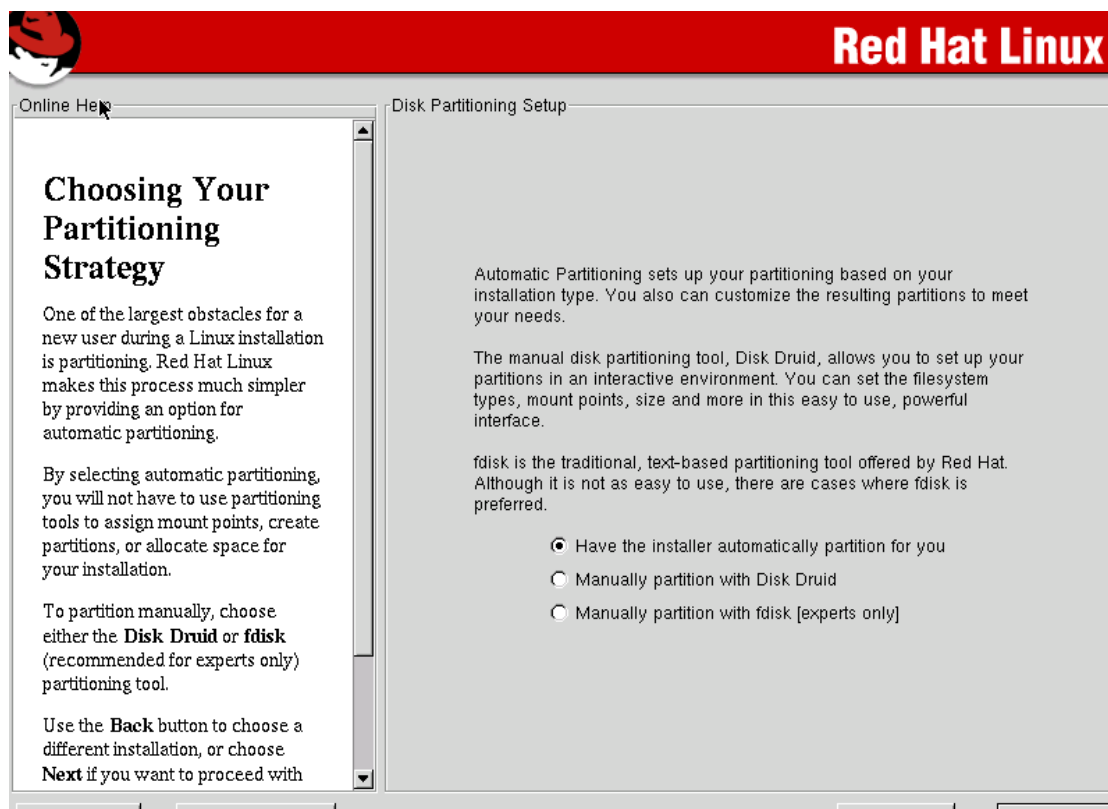 Red Hat Linux
Online Help
Choosing Your
Partitioning
Strategy
One of the largest obstacles for a
new user during a Linux installation
is partitioning. Red Hat Linux
makes this process much simpler
by providing an option for
automatic partitioning.
By selecting automatic partitioning,
you will not have to use partitioning
tools to assign mount points, create
partitions, or allocate space for
your installation.
To partition manually, choose
either the Disk Druid or fdisk
(recommended for experts only)
partitioning tool.
Use the Back button to choose a
different installation, or choose
Next if you want to proceed with
Disk Partitioning Setup
Automatic Partitioning sets up your partitioning based on your
installation type. You also can customize the resulting partitions to meet
your needs.
The manual disk partitioning tool, Disk Druid, allows you to set up your
partitions in an interactive environment. You can set the filesystem
types, mount points, size and more in this easy to use, powerful
interface.
fdisk is the traditional, text-based partitioning tool offered by Red Hat.
Although it is not as easy to use, there are cases where fdisk is
preferred.
Have the installer automatically partition for you
Manually partition with Disk Druid
Manually partition with fdisk [experts only]